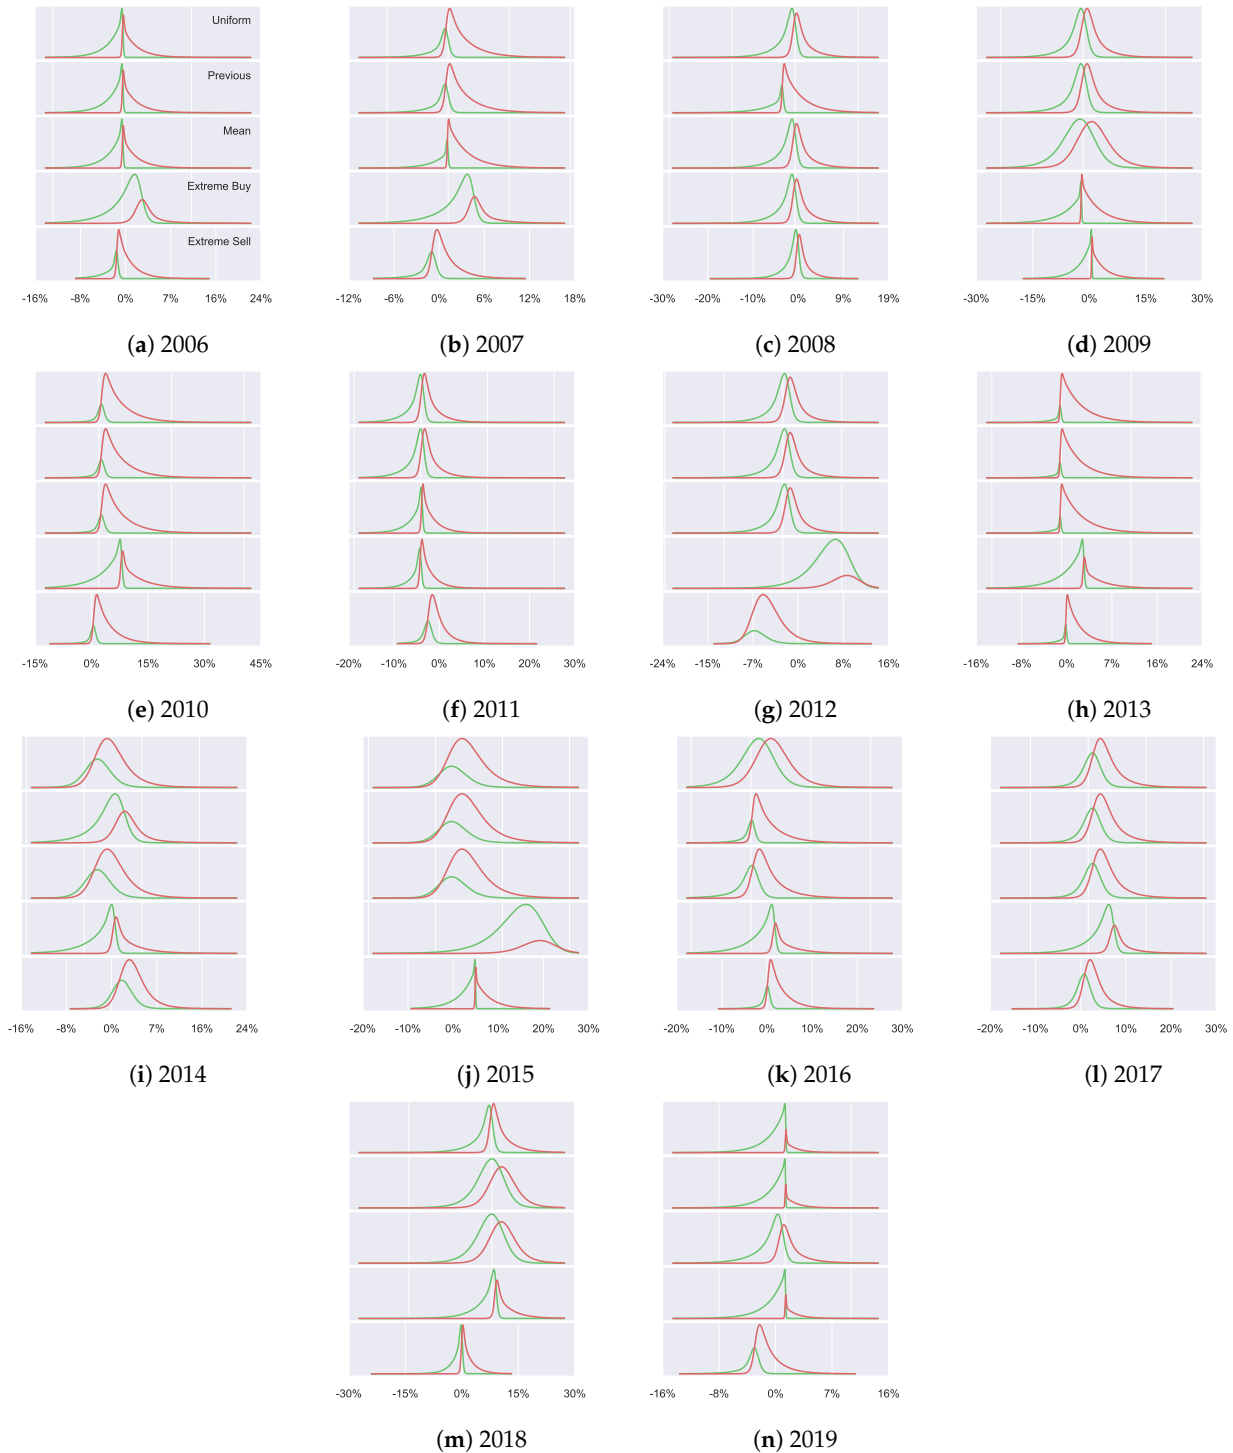 Uniform
Previous
Mean
Extreme Buy
Extreme Sell
-16% -8% 0% 7% 16% 24%
-12% -6% 0% 6% 12% 18%
-30% -20% -10% 0% 9% 19%
-30% -15% 0% 15% 30%
(a) 2006
(b) 2007
(c) 2008
(d) 2009
-15% 0% 15% 30% 45%
-20% -10% 0% 10% 20% 30%
-24% -15% -7% 0% 8% 16%
-16% -8% 0% 7% 16% 24%
(e) 2010
(f) 2011
(g) 2012
(h) 2013
-16% -8% 0% 7% 16% 24%
-20% -10% 0% 10% 20% 30%
-20% -10% 0% 10% 20% 30%
-20% -10% 0% 10% 20% 30%
(i) 2014
(j) 2015
(k) 2016
(l) 2017
-30% -15% 0% 15% 30%
-16% -8% 0% 7% 16%
(m) 2018
(n) 2019